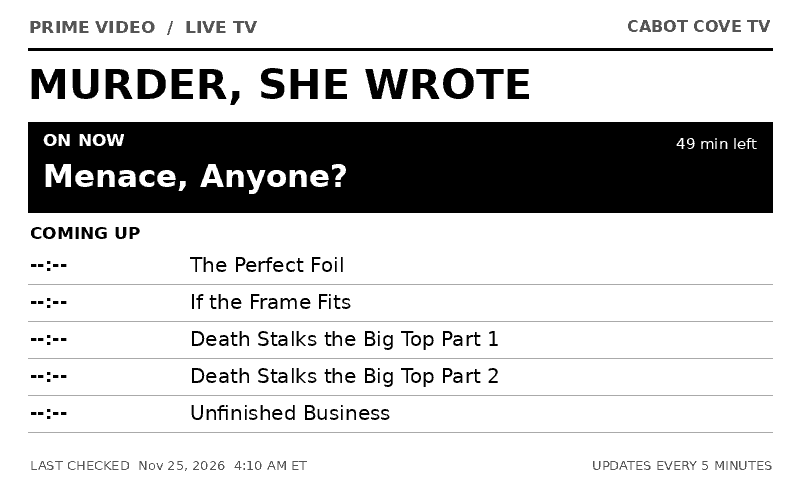 PRIME VIDEO / LIVE TV CABOT COVE TV
MURDER, SHE WROTE
ON NOW 49 min left
Menace, Anyone?
COMING UP
--:-- The Perfect Foil
--:-- If the Frame Fits
--:-- Death Stalks the Big Top Part 1
--:-- Death Stalks the Big Top Part 2
--:-- Unfinished Business
LAST CHECKED Nov 25, 2026 4:10 AM ET UPDATES EVERY 5 MINUTES